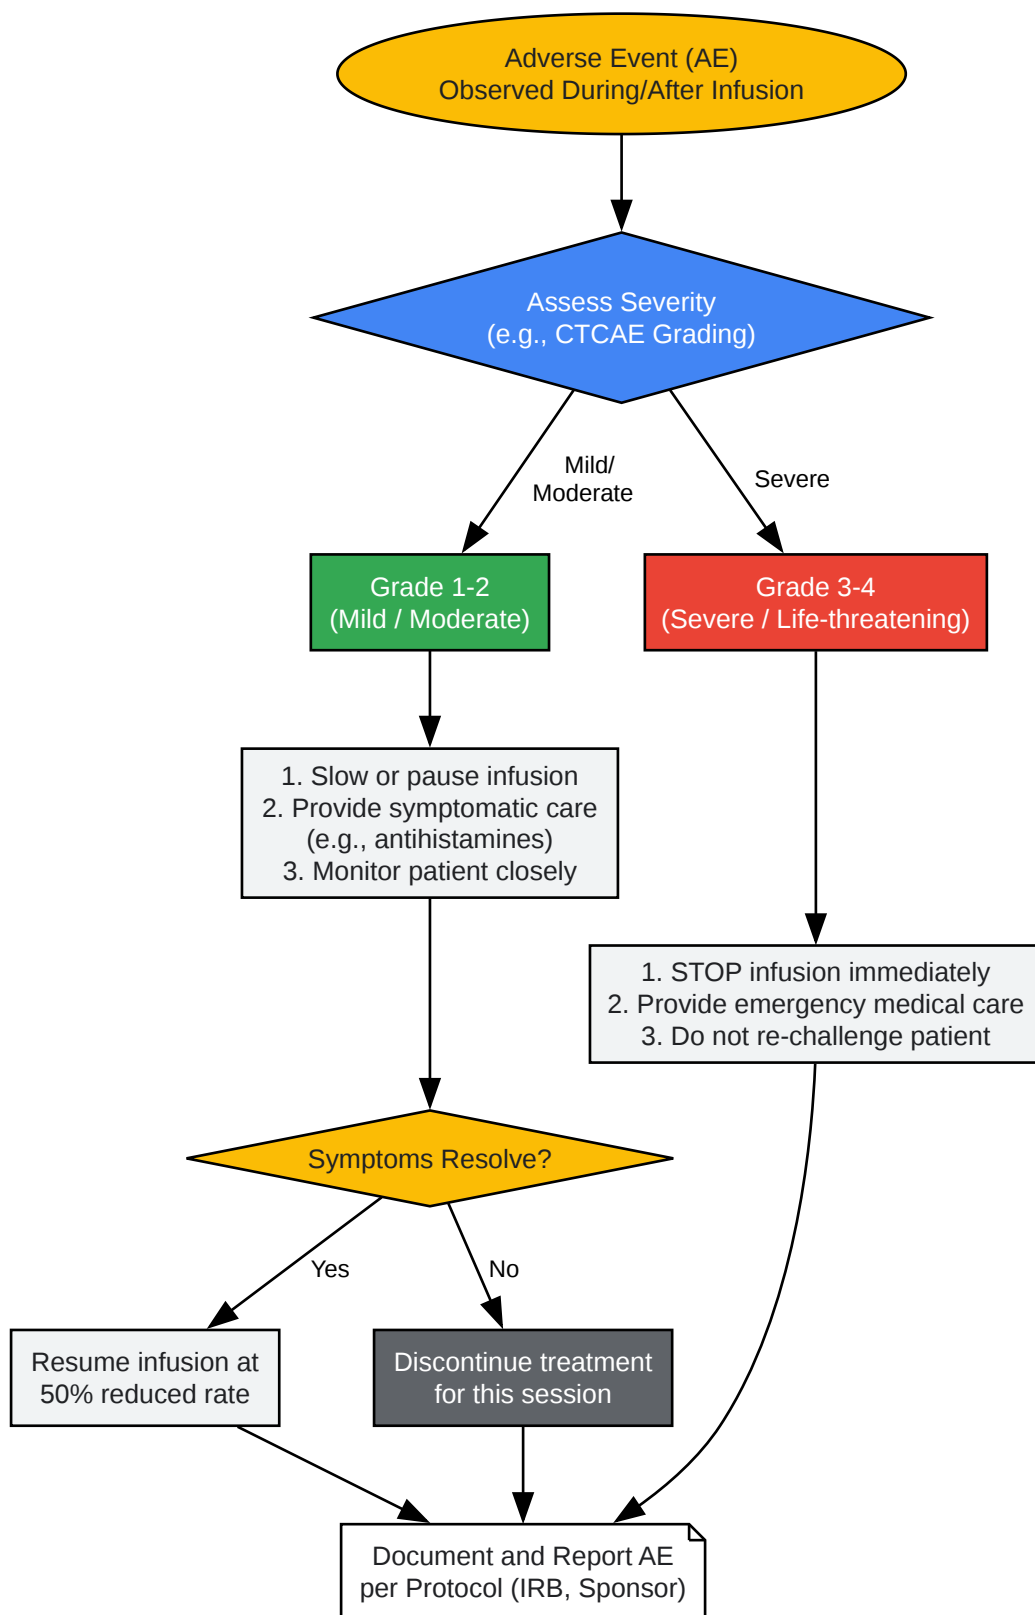 Adverse Event (AE)
Observed During/After Infusion
Assess Severity
(e.g., CTCAE Grading)
Mild/
Moderate
Severe
Grade 1-2
(Mild / Moderate)
Grade 3-4
(Severe / Life-threatening)
1. Slow or pause infusion
2. Provide symptomatic care
(e.g., antihistamines)
3. Monitor patient closely
1. STOP infusion immediately
2. Provide emergency medical care
3. Do not re-challenge patient
Symptoms Resolve?
Yes
No
Resume infusion at
50% reduced rate
Discontinue treatment
for this session
Document and Report AE
per Protocol (IRB, Sponsor)